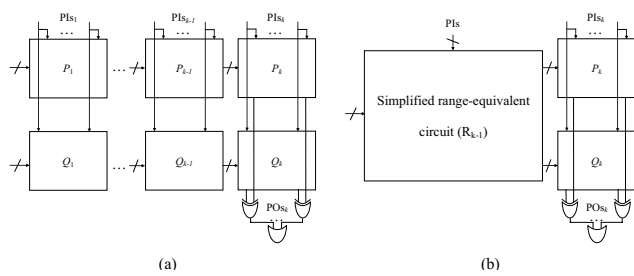 PIs₁ PIsₖ₋₁ PIsₖ PIs PIsₖ
... ... ... ...
P₁ ... Pₖ₋₁ Pₖ Pₖ
Simplified range-equivalent
circuit (Rₖ₋₁)
Q₁ ... Qₖ₋₁ Qₖ Qₖ
POsₖ POsₖ
... ...
(a) (b)